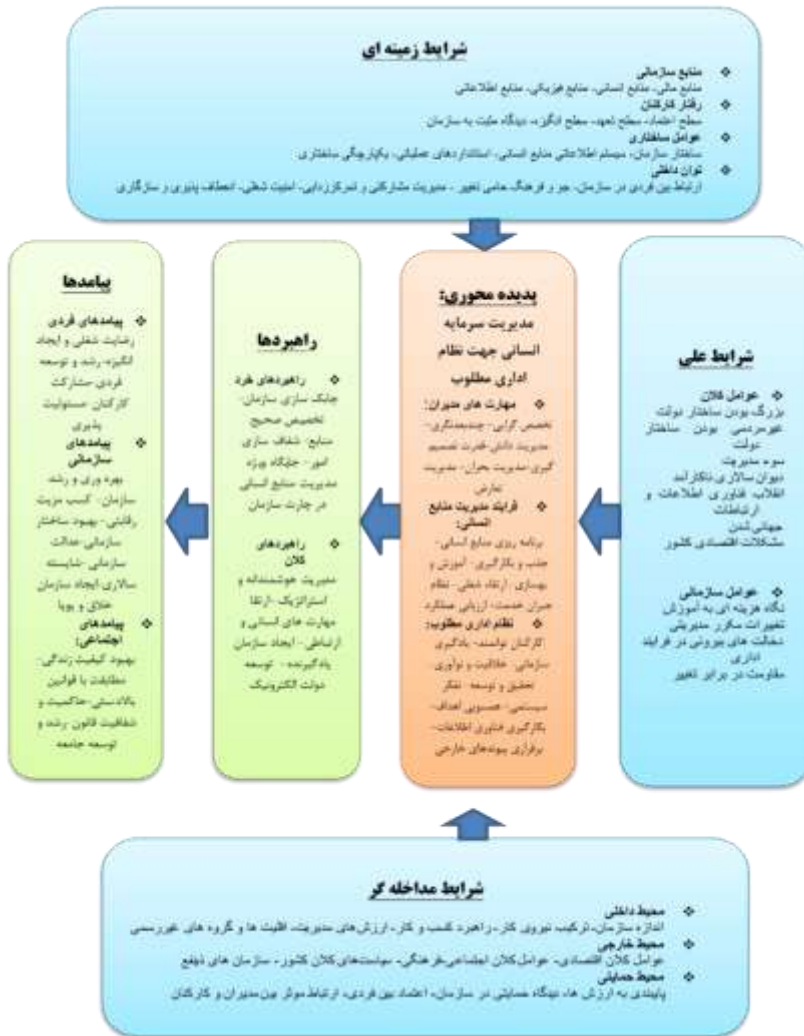 شرایط زمینه ای
❖ منابع سازمانی
منابع مالی، منابع انسانی، منابع فیزیکی، منابع اطلاعاتی
❖ رفتار کارکنان
سطح اعتماد، سطح تعهد، سطح انگیزه، دیدگاه مثبت به سازمان
❖ عوامل ساختاری
ساختار سازمان، سیستم اطلاعاتی منابع انسانی، استانداردهای عملیاتی، یکپارچگی ساختاری
❖ توان داخلی
ارتباط بین فردی در سازمان، جو و فرهنگ حامی تغییر - مدیریت مشارکتی و تمرکززدایی، امنیت شغلی، انعطاف پذیری و سازگاری
شرایط علی
❖ عوامل کلان
بزرگ بودن ساختار دولت
غیرمردمی بودن ساختار
دولت
سوء مدیریت
دیوان سالاری ناکارآمد
انقلاب فناوری اطلاعات و
ارتباطات
جهانی شدن
مشکلات اقتصادی کشور
❖ عوامل سازمانی
نگاه هزینه ای به آموزش
تغییرات مکرر مدیریتی
دخالت های بیرونی در فرایند
اداری
مقاومت در برابر تغییر
پدیده محوری:
مدیریت سرمایه
انسانی جهت نظام
اداری مطلوب
❖ مهارت های مدیران:
تخصص گرایی- چندبعدنگری-
مدیریت دانش-قدرت تصمیم
گیری-مدیریت بحران- مدیریت
تعارض
❖ فرایند مدیریت منابع
انسانی:
برنامه ریزی منابع انسانی-
جذب و بکارگیری- آموزش و
بهسازی- ارتقاء شغلی- نظام
جبران خدمت- ارزیابی عملکرد
❖ نظام اداری مطلوب:
کارکنان توانمند- یادگیری
سازمانی- خلاقیت و نوآوری-
تحقیق و توسعه- تفکر
سیستمی- همسویی اهداف-
بکارگیری فناوری اطلاعات-
برقراری پیوندهای خارجی
راهبردها
❖ راهبردهای خرد
چابک سازی سازمان-
تخصیص صحیح
منابع- شفاف سازی
امور- جایگاه ویژه
مدیریت منابع انسانی
در چارت سازمان
❖ راهبردهای
کلان
مدیریت هوشمندانه و
استراتژیک- ارتقا
مهارت های انسانی و
ارتباطی- ایجاد سازمان
یادگیرنده- توسعه
دولت الکترونیک
پیامدها
❖ پیامدهای فردی
رضایت شغلی و ایجاد
انگیزه- رشد و توسعه
فردی-مشارکت
کارکنان- مسئولیت
پذیری
❖ پیامدهای
سازمانی
بهره وری و رشد
سازمان- کسب مزیت
رقابتی- بهبود ساختار
سازمانی-عدالت
سازمانی-شایسته
سالاری-ایجاد سازمان
خلاق و پویا
❖ پیامدهای
اجتماعی:
بهبود کیفیت زندگی-
مطابقت با قوانین
بالادستی-حاکمیت و
شفافیت قانون- رشد و
توسعه جامعه
شرایط مداخله گر
❖ محیط داخلی
اندازه سازمان، ترکیب نیروی کار، راهبرد کسب و کار، ارزش های مدیریت، اقلیت ها و گروه های غیررسمی
❖ محیط خارجی
عوامل کلان اقتصادی، عوامل کلان اجتماعی-فرهنگی، سیاست های کلان کشور، سازمان های ذینفع
❖ محیط حمایتی
پایبندی به ارزش ها، دیدگاه حمایتی در سازمان، اعتماد بین فردی، ارتباط موثر بین مدیران و کارکنان